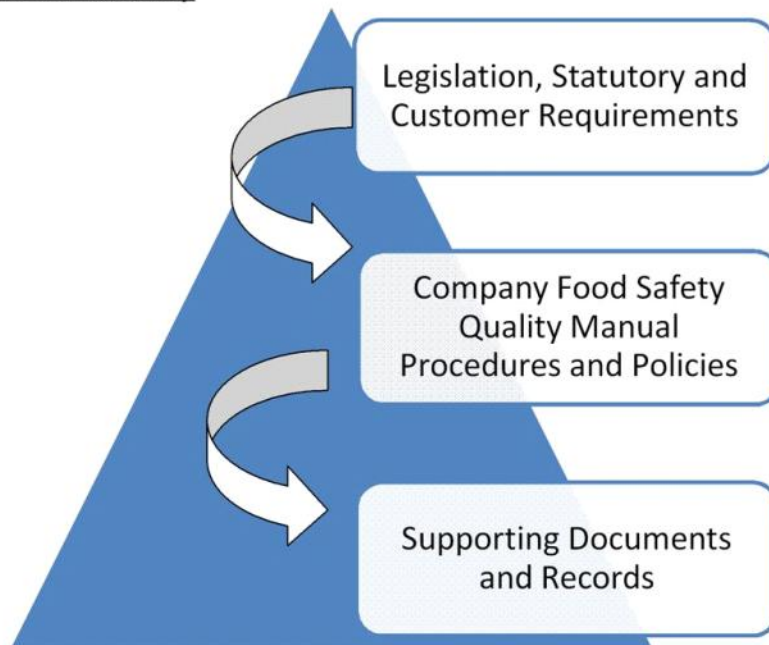 Legislation, Statutory and
Customer Requirements
Company Food Safety
Quality Manual
Procedures and Policies
Supporting Documents
and Records